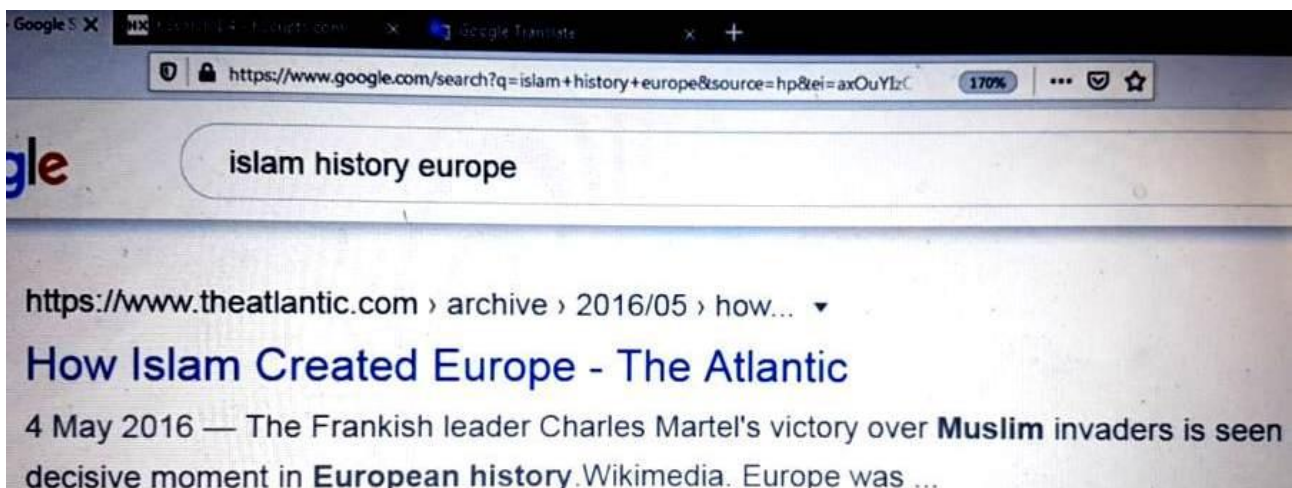 Google S
Google Translate
https://www.google.com/search?q=islam+history+europe&source=hp&ei=axOuYIzC
170%
gle
islam history europe
https://www.theatlantic.com › archive › 2016/05 › how...
How Islam Created Europe - The Atlantic
4 May 2016 — The Frankish leader Charles Martel's victory over Muslim invaders is seen
decisive moment in European history.Wikimedia. Europe was ...